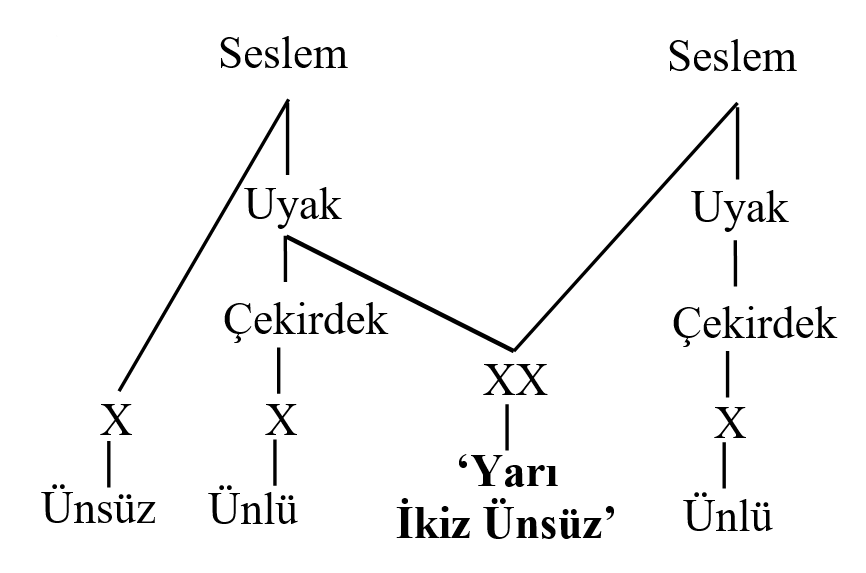 Seslem Seslem
Uyak Uyak
Çekirdek Çekirdek
XX
X X X
‘Yarı
Ünsüz Ünlü İkiz Ünsüz’ Ünlü